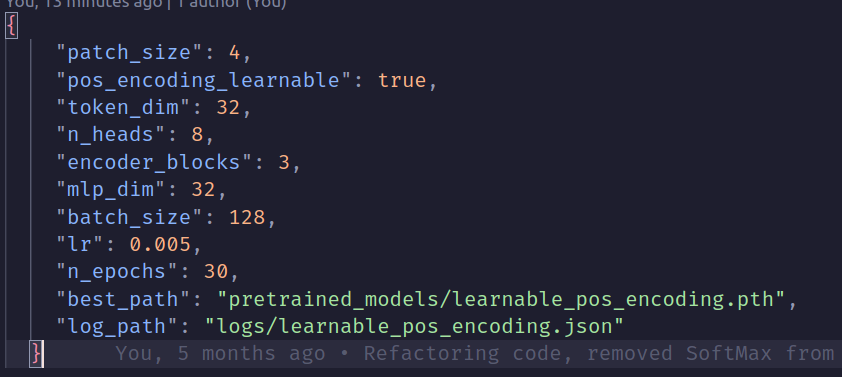 You, 13 minutes ago | 1 author (You)
{
"patch_size": 4,
"pos_encoding_learnable": true,
"token_dim": 32,
"n_heads": 8,
"encoder_blocks": 3,
"mlp_dim": 32,
"batch_size": 128,
"lr": 0.005,
"n_epochs": 30,
"best_path": "pretrained_models/learnable_pos_encoding.pth",
"log_path": "logs/learnable_pos_encoding.json"
} You, 5 months ago • Refactoring code, removed SoftMax from